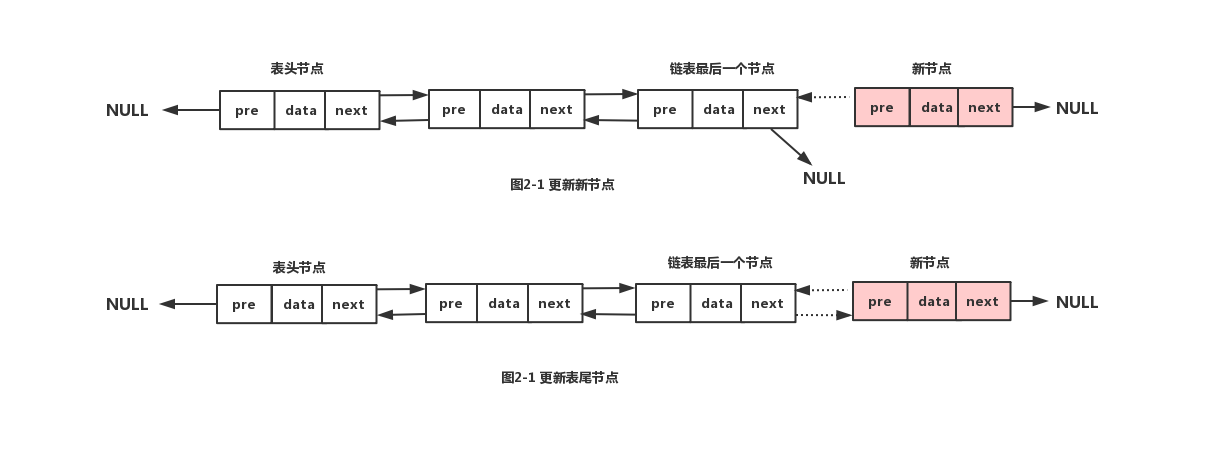 表头节点 链表最后一个节点 新节点
NULL pre data next pre data next pre data next pre data next NULL
NULL
图2-1 更新新节点
表头节点 链表最后一个节点 新节点
NULL pre data next pre data next pre data next pre data next NULL
图2-1 更新表尾节点